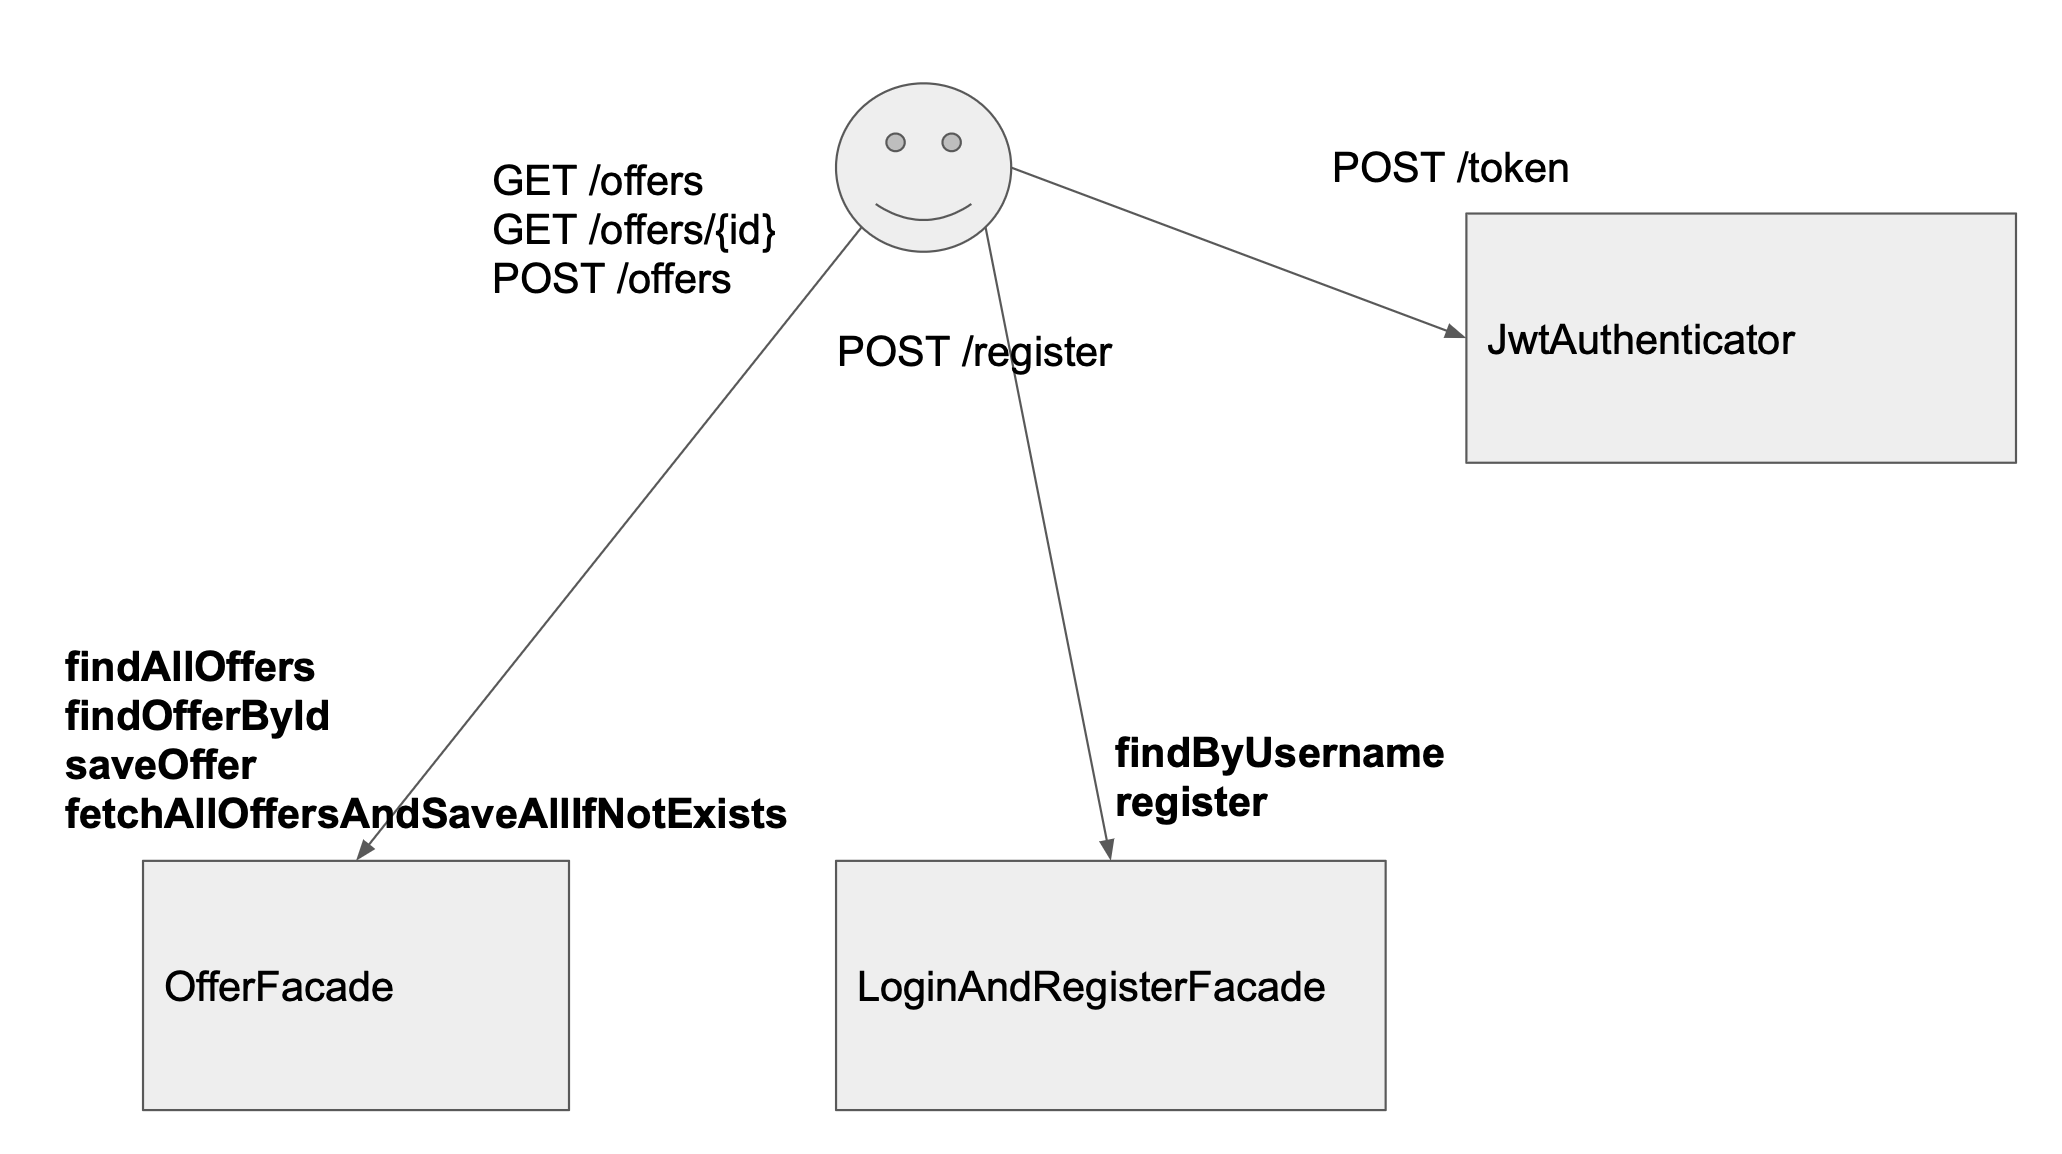 GET /offers
GET /offers/{id}
POST /offers
POST /token
POST /register
JwtAuthenticator
findAllOffers
findOfferById
saveOffer
fetchAllOffersAndSaveAllIfNotExists
findByUsername
register
OfferFacade
LoginAndRegisterFacade